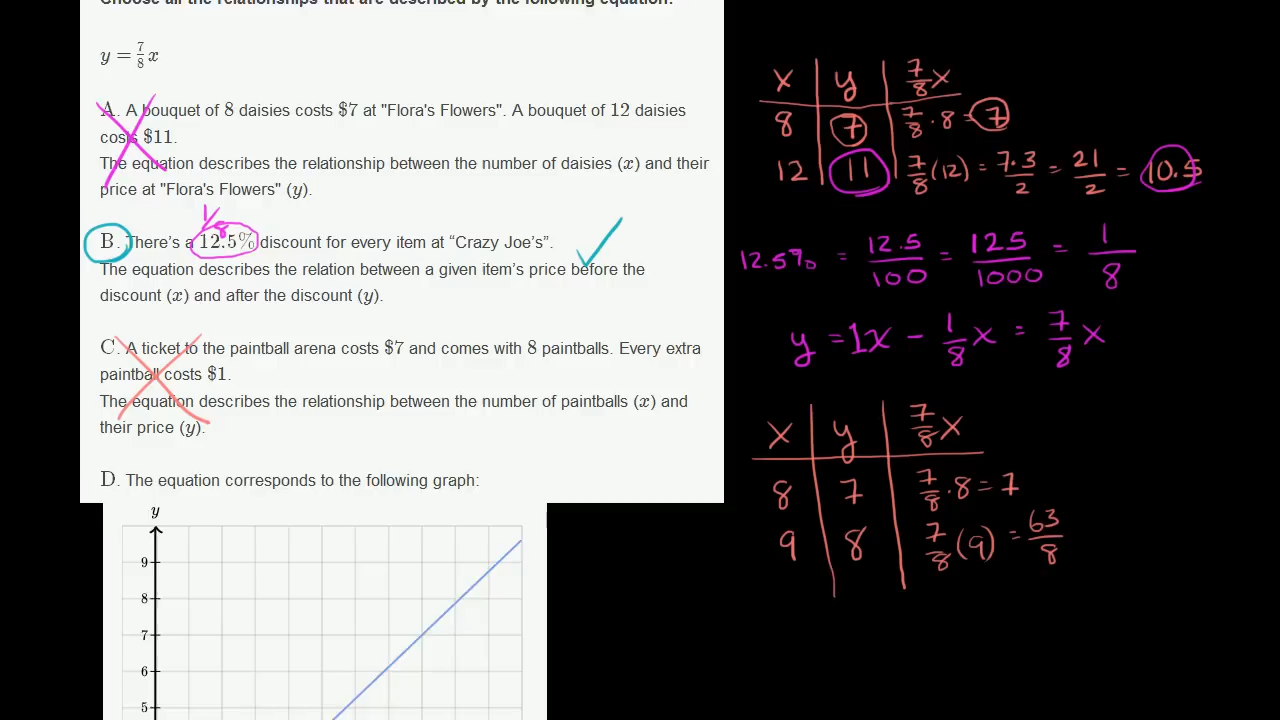 Choose all the relationships that are described by the following equation:
y = 7/8 x
A. A bouquet of 8 daisies costs $7 at "Flora's Flowers". A bouquet of 12 daisies
costs $11.
The equation describes the relationship between the number of daisies (x) and their
price at "Flora's Flowers" (y).
1/8
B. There's a 12.5% discount for every item at “Crazy Joe’s”.
The equation describes the relation between a given item’s price before the
discount (x) and after the discount (y).
C. A ticket to the paintball arena costs $7 and comes with 8 paintballs. Every extra
paintball costs $1.
The equation describes the relationship between the number of paintballs (x) and
their price (y).
D. The equation corresponds to the following graph:
y
9
8
7
6
5
x y 7/8 x
8 7 7/8 · 8 = 7
12 11 7/8 (12) = 7·3/2 = 21/2 = 10.5
12.5% = 12.5/100 = 125/1000 = 1/8
y = 1x − 1/8 x = 7/8 x
x y 7/8 x
8 7 7/8 · 8 = 7
9 8 7/8 (9) = 63/8